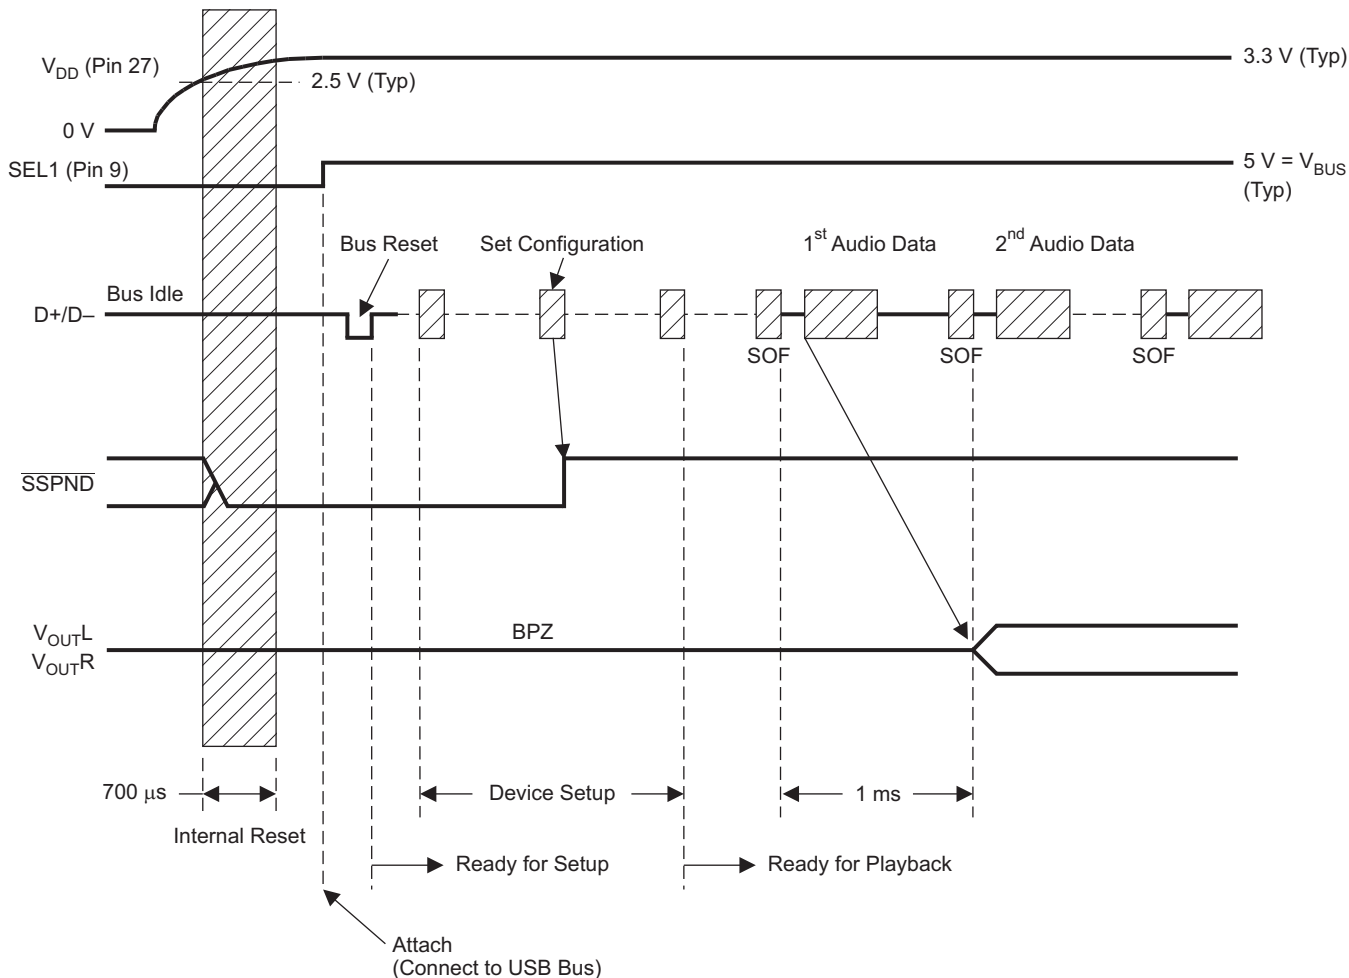 V_DD (Pin 27)
2.5 V (Typ)
3.3 V (Typ)
0 V
SEL1 (Pin 9)
5 V = V_BUS
(Typ)
Bus Reset
Set Configuration
1st Audio Data
2nd Audio Data
Bus Idle
D+/D–
SOF
SOF
SOF
SSPND
BPZ
V_OUTL
V_OUTR
700 μs
Device Setup
1 ms
Internal Reset
Ready for Setup
Ready for Playback
Attach
(Connect to USB Bus)